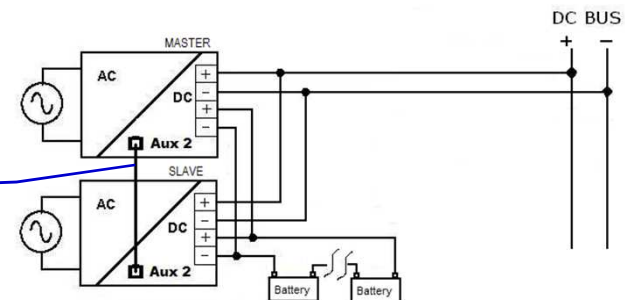 DC BUS
+ −
MASTER
AC
+
−
DC
+
−
Aux 2
SLAVE
AC
+
−
DC
+
−
Aux 2
Battery
Battery